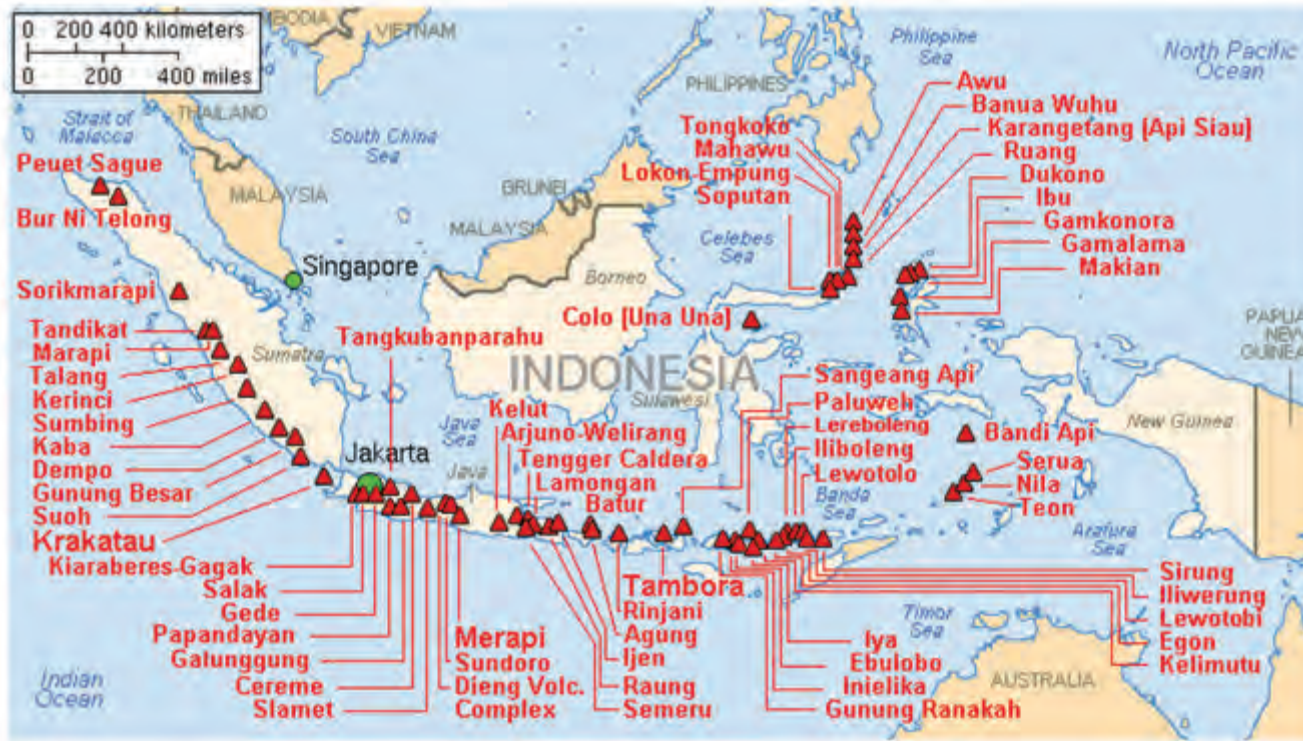 0 200 400 kilometers
0 200 400 miles
CAMBODIA
VIETNAM
THAILAND
Strait of
Malacca
South China
Sea
MALAYSIA
BRUNEI
MALAYSIA
PHILIPPINES
Philippine
Sea
North Pacific
Ocean
Peuet Sague
Bur Ni Telong
Sorikmarapi
Tandikat
Marapi
Talang
Kerinci
Sumbing
Kaba
Dempo
Gunung Besar
Suoh
Krakatau
Kiaraberes-Gagak
Salak
Gede
Papandayan
Galunggung
Cereme
Slamet
Singapore
Sumatra
Tangkubanparahu
Jakarta
Java
Sea
Java
Borneo
INDONESIA
Sulawesi
Celebes
Sea
Tongkoko
Mahawu
Lokon-Empung
Soputan
Colo [Una Una]
Awu
Banua Wuhu
Karangetang [Api Siau]
Ruang
Dukono
Ibu
Gamkonora
Gamalama
Makian
Kelut
Arjuno-Welirang
Tengger Caldera
Lamongan
Batur
Merapi
Sundoro
Dieng Volc.
Complex
Tambora
Rinjani
Agung
Ijen
Raung
Semeru
Sangeang Api
Paluweh
Lereboleng
Iliboleng
Lewotolo
Banda
Sea
Bandi Api
Serua
Nila
Teon
Arafura
Sea
New Guinea
PAPUA
NEW
GUINEA
Sirung
Iliwerung
Lewotobi
Egon
Kelimutu
Iya
Ebulobo
Inielika
Gunung Ranakah
Timor
Sea
AUSTRALIA
Indian
Ocean